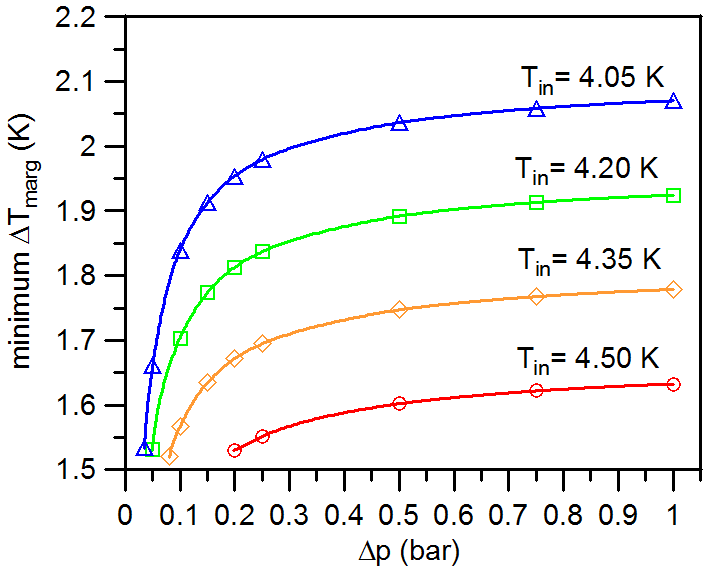 2.2
2.1
2
1.9
1.8
1.7
1.6
1.5
minimum ΔTmarg (K)
Tin= 4.05 K
Tin= 4.20 K
Tin= 4.35 K
Tin= 4.50 K
0 0.1 0.2 0.3 0.4 0.5 0.6 0.7 0.8 0.9 1
Δp (bar)